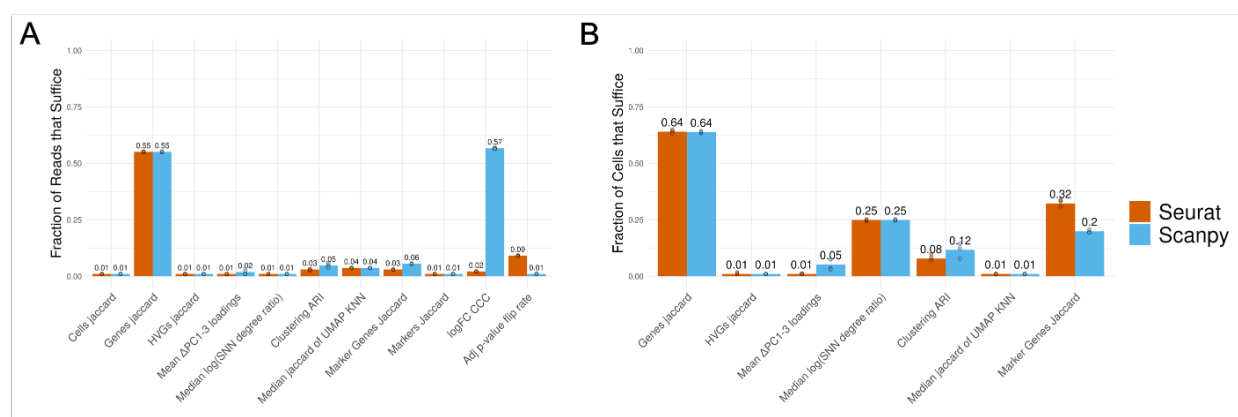 A
Fraction of Reads that Suffice
1.00
0.75
0.50
0.25
0.00
0.01 0.01
0.55 0.55
0.01 0.01
0.01 0.02
0.01 0.01
0.03 0.05
0.04 0.04
0.03 0.06
0.01 0.01
0.02 0.57
0.09 0.01
Cells jaccard
Genes jaccard
HVGs jaccard
Mean ΔPC1-3 loadings
Median log(SNN degree ratio)
Clustering ARI
Median jaccard of UMAP KNN
Marker Genes Jaccard
Markers Jaccard
logFC CCC
Adj p-value flip rate
B
Fraction of Cells that Suffice
1.00
0.75
0.50
0.25
0.00
0.64 0.64
0.01 0.01
0.01 0.05
0.25 0.25
0.08 0.12
0.01 0.01
0.32 0.2
Genes jaccard
HVGs jaccard
Mean ΔPC1-3 loadings
Median log(SNN degree ratio)
Clustering ARI
Median jaccard of UMAP KNN
Marker Genes Jaccard
Seurat
Scanpy